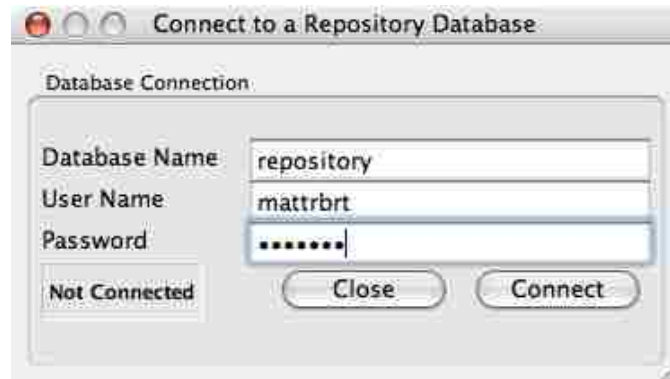 Connect to a Repository Database
Database Connection
Database Name repository
User Name mattrbrt
Password •••••••
Not Connected Close Connect